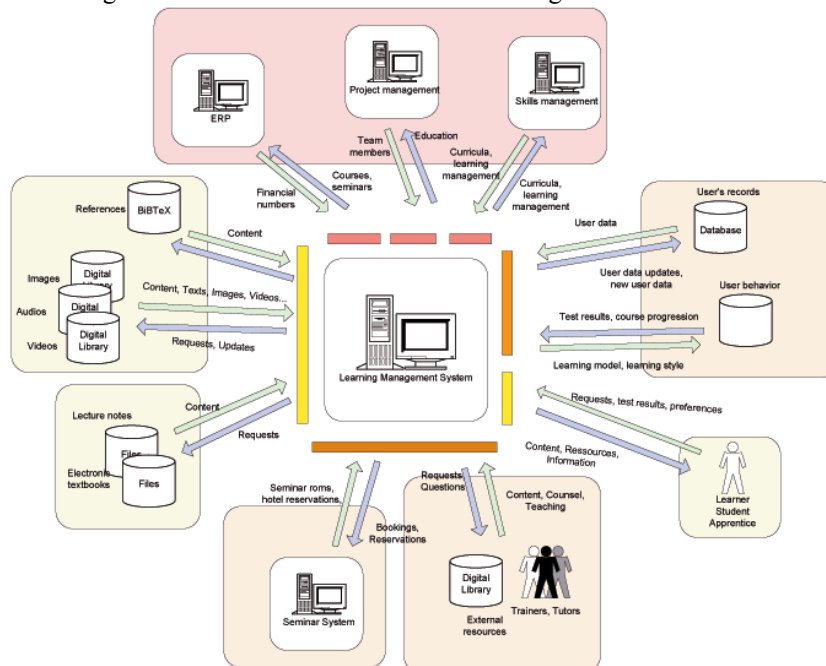 Project management
ERP
Skills management
Team
members
Education
Curricula,
learning
management
Curricula,
learning
management
Courses,
seminars
Financial
numbers
References
BiBTeX
Content
Images
Digital
Library
Audios
Digital
Videos
Digital
Library
Content, Texts, Images, Videos...
Requests, Updates
User's records
Database
User data
User data updates,
new user data
User behavior
Test results, course progression
Learning model, learning style
Learning Management System
Lecture notes
Files
Electronic
textbooks
Files
Content
Requests
Requests, test results, preferences
Content, Ressources,
Information
Learner
Student
Apprentice
Seminar roms,
hotel reservations
Bookings,
Reservations
Seminar System
Requests
Questions
Content, Counsel,
Teaching
Digital
Library
External
resources
Trainers, Tutors